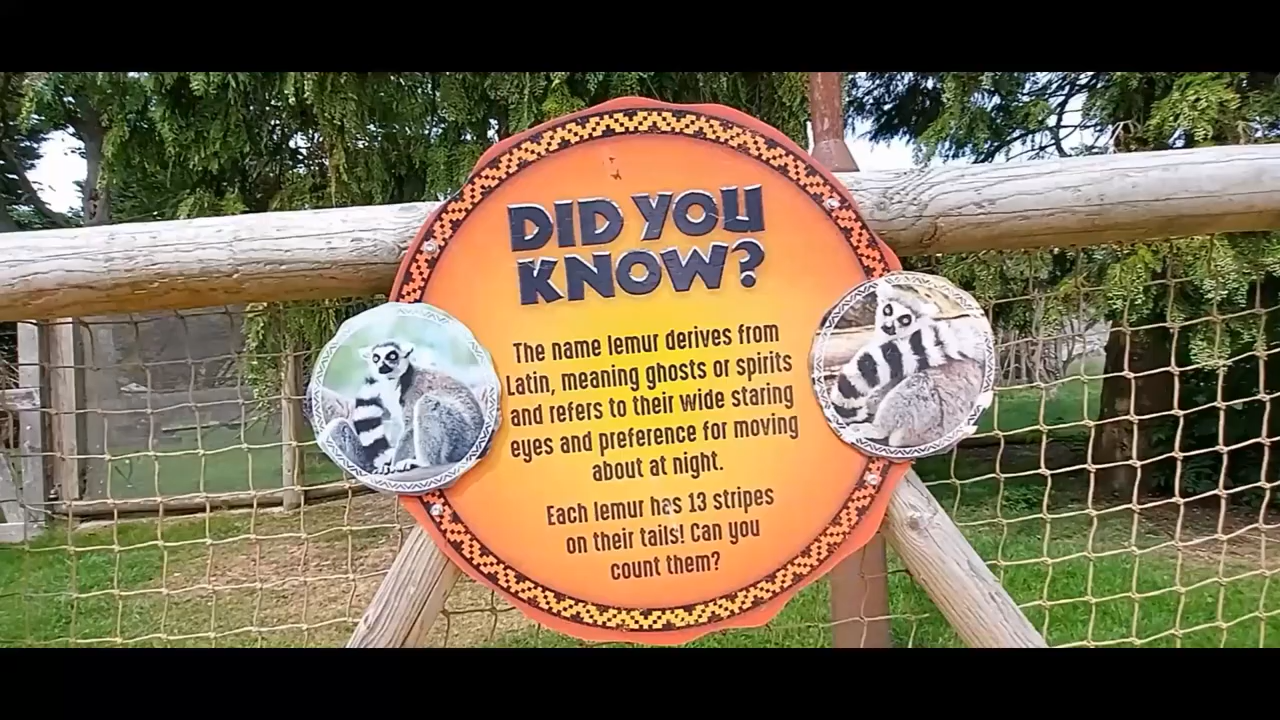 DID YOU
KNOW?
The name lemur derives from
Latin, meaning ghosts or spirits
and refers to their wide staring
eyes and preference for moving
about at night.
Each lemur has 13 stripes
on their tails! Can you
count them?